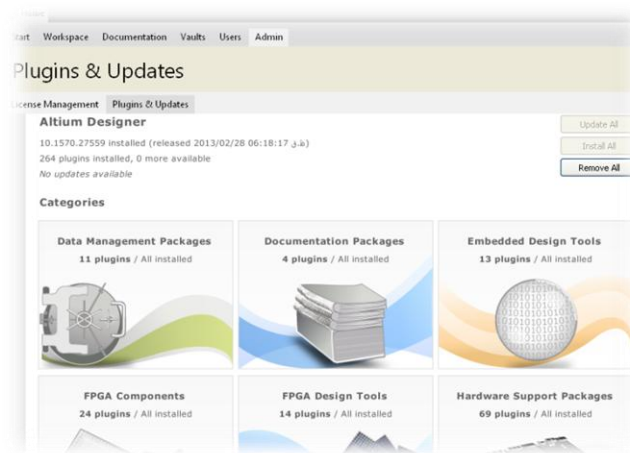 Start Workspace Documentation Vaults Users Admin
Plugins & Updates
License Management Plugins & Updates
Altium Designer
10.1570.27559 installed (released 2013/02/28 06:18:17 ق.ظ)
264 plugins installed, 0 more available
No updates available
Update All
Install All
Remove All
Categories
Data Management Packages
11 plugins / All installed
Documentation Packages
4 plugins / All installed
Embedded Design Tools
13 plugins / All installed
FPGA Components
24 plugins / All installed
FPGA Design Tools
14 plugins / All installed
Hardware Support Packages
69 plugins / All installed